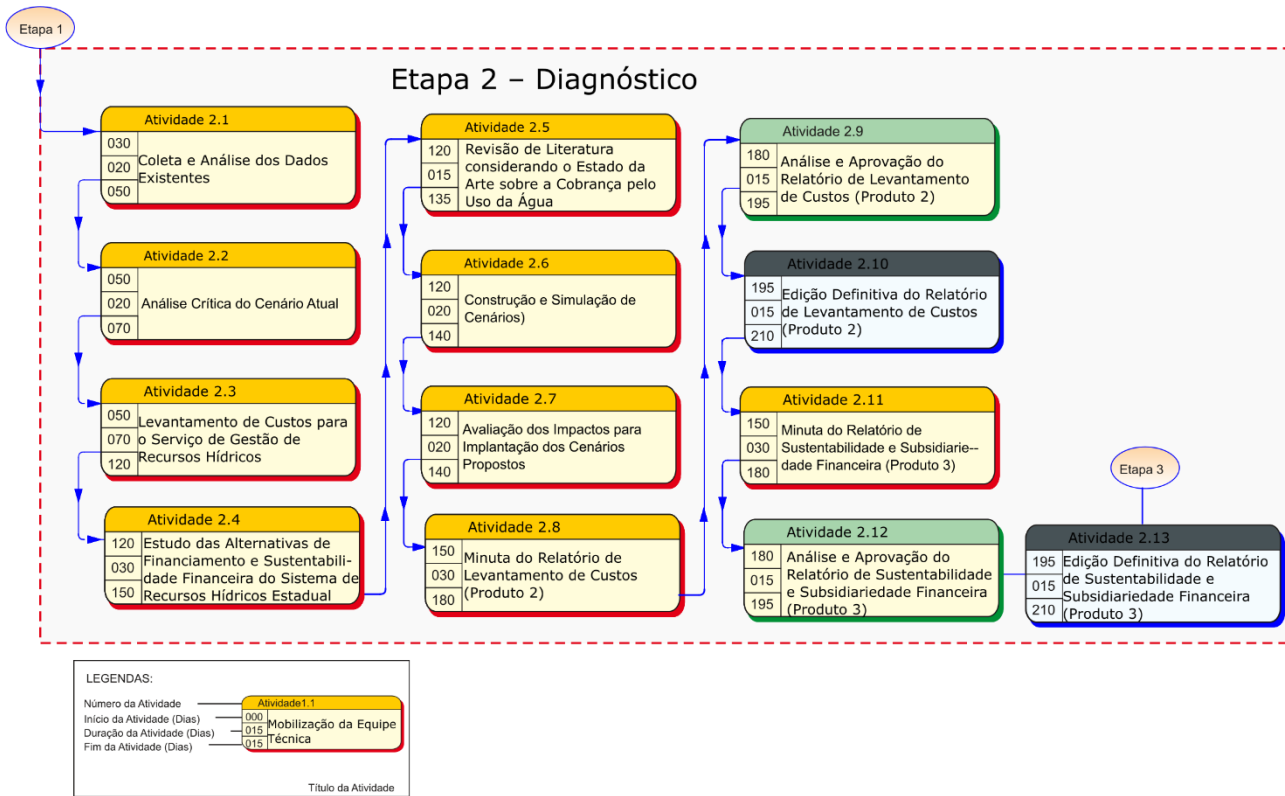 Etapa 1
Etapa 2 – Diagnóstico
Atividade 2.1
030
020
050
Coleta e Análise dos Dados
Existentes
Atividade 2.2
050
020
070
Análise Crítica do Cenário Atual
Atividade 2.3
050
070
120
Levantamento de Custos para
o Serviço de Gestão de
Recursos Hídricos
Atividade 2.4
120
030
150
Estudo das Alternativas de
Financiamento e Sustentabili-
dade Financeira do Sistema de
Recursos Hídricos Estadual
Atividade 2.5
120
015
135
Revisão de Literatura
considerando o Estado da
Arte sobre a Cobrança pelo
Uso da Água
Atividade 2.6
120
020
140
Construção e Simulação de
Cenários)
Atividade 2.7
120
020
140
Avaliação dos Impactos para
Implantação dos Cenários
Propostos
Atividade 2.8
150
030
180
Minuta do Relatório de
Levantamento de Custos
(Produto 2)
Atividade 2.9
180
015
195
Análise e Aprovação do
Relatório de Levantamento
de Custos (Produto 2)
Atividade 2.10
195
015
210
Edição Definitiva do Relatório
de Levantamento de Custos
(Produto 2)
Atividade 2.11
150
030
180
Minuta do Relatório de
Sustentabilidade e Subsidiarie--
dade Financeira (Produto 3)
Atividade 2.12
180
015
195
Análise e Aprovação do
Relatório de Sustentabilidade
e Subsidiariedade Financeira
(Produto 3)
Etapa 3
Atividade 2.13
195
015
210
Edição Definitiva do Relatório
de Sustentabilidade e
Subsidiariedade Financeira
(Produto 3)
LEGENDAS:
Número da Atividade
Início da Atividade (Dias)
Duração da Atividade (Dias)
Fim da Atividade (Dias)
Atividade1.1
000
015
015
Mobilização da Equipe
Técnica
Título da Atividade